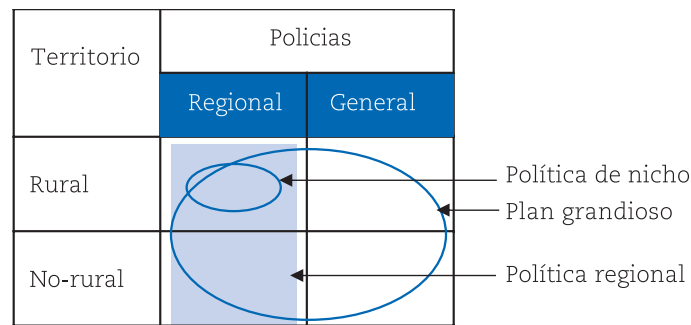 Territorio
Policias
Regional
General
Rural
No-rural
Política de nicho
Plan grandioso
Política regional